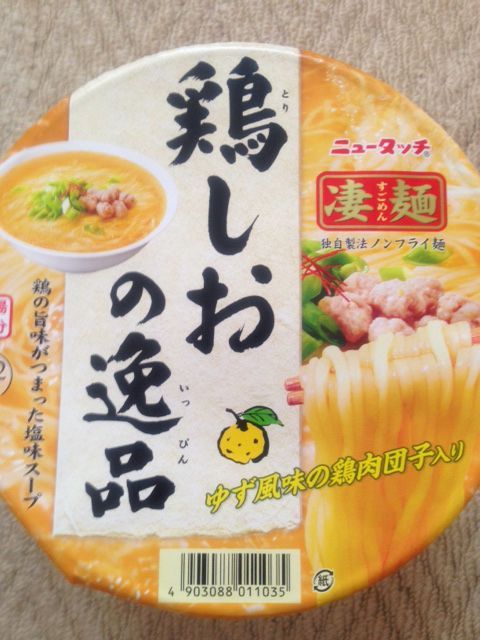 鶏しお
とり
の逸品
いっぴん
ニュータッチ®
凄麺
すごめん
独自製法ノンフライ麺
鶏の旨味がつまった塩味スープ
ゆず風味の鶏肉団子入り
4 903088 011035
紙